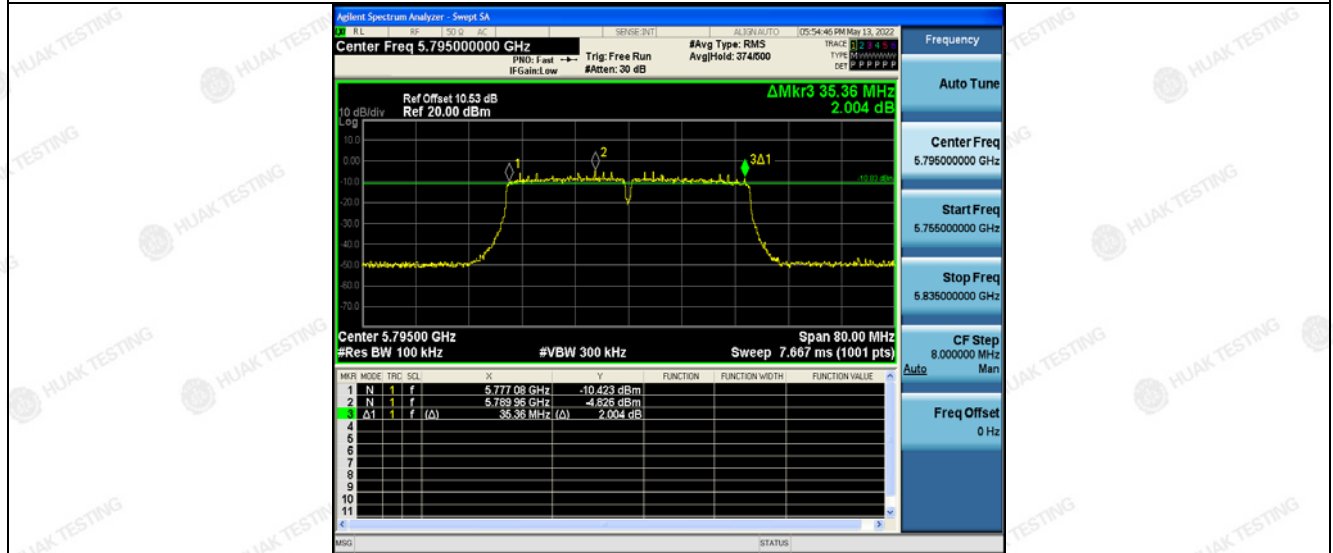 Agilent Spectrum Analyzer - Swept SA
RL RF 50 Ω AC SENSE:INT ALIGN AUTO 05:54:46 PM May 13, 2022
Center Freq 5.795000000 GHz
PNO: Fast
IFGain:Low
Trig: Free Run
#Atten: 30 dB
#Avg Type: RMS
Avg|Hold: 374/500
TRACE 1 2 3 4 5 6
TYPE M WWWWW
DET P P P P P P
Ref Offset 10.53 dB
Ref 20.00 dBm
10 dB/div
Log
ΔMkr3 35.36 MHz
2.004 dB
10.0
0.00
-10.0
-20.0
-30.0
-40.0
-50.0
-60.0
-70.0
1
2
3Δ1
-10.83 dBm
Center 5.79500 GHz Span 80.00 MHz
#Res BW 100 kHz #VBW 300 kHz Sweep 7.667 ms (1001 pts)
MKR MODE TRC SCL X Y FUNCTION FUNCTION WIDTH FUNCTION VALUE
1 N 1 f 5.777 08 GHz -10.423 dBm
2 N 1 f 5.789 96 GHz -4.826 dBm
3 Δ1 1 f (Δ) 35.36 MHz (Δ) 2.004 dB
4
5
6
7
8
9
10
11
MSG STATUS
Frequency
Auto Tune
Center Freq
5.795000000 GHz
Start Freq
5.755000000 GHz
Stop Freq
5.835000000 GHz
CF Step
8.000000 MHz
Auto Man
Freq Offset
0 Hz
HUAK TESTING